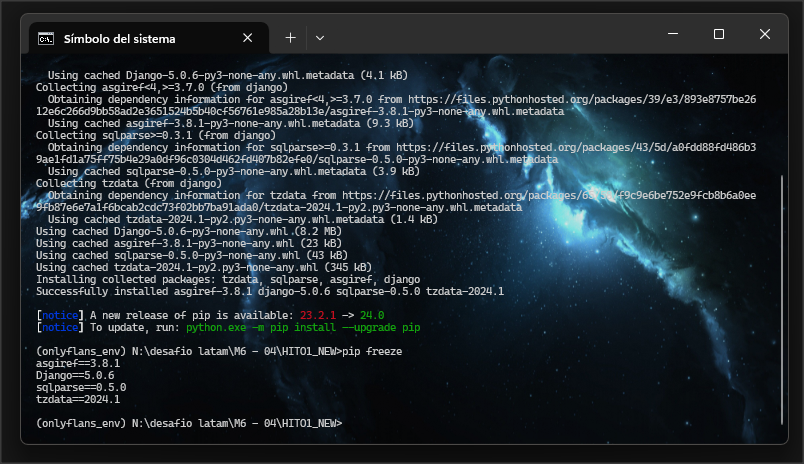 Símbolo del sistema
Using cached Django-5.0.6-py3-none-any.whl.metadata (4.1 kB)
Collecting asgiref<4,>=3.7.0 (from django)
Obtaining dependency information for asgiref<4,>=3.7.0 from https://files.pythonhosted.org/packages/39/e3/893e8757be26
12e6c266d9bb58ad2e3651524b5b40cf56761e985a28b13e/asgiref-3.8.1-py3-none-any.whl.metadata
Using cached asgiref-3.8.1-py3-none-any.whl.metadata (9.3 kB)
Collecting sqlparse>=0.3.1 (from django)
Obtaining dependency information for sqlparse>=0.3.1 from https://files.pythonhosted.org/packages/43/5d/a0fdd88fd486b3
9ae1fd1a75ff75b4e29a0df96c0304d462fd407b82efe0/sqlparse-0.5.0-py3-none-any.whl.metadata
Using cached sqlparse-0.5.0-py3-none-any.whl.metadata (3.9 kB)
Collecting tzdata (from django)
Obtaining dependency information for tzdata from
9fb87e6e7a1f6bcab2cdc73f02bb7ba91ada0/tzdata-2024.1-py2.py3-none-any.whl.metadata
Using cached tzdata-2024.1-py2.py3-none-any.whl.metadata (1.4 kB)
Using cached Django-5.0.6-py3-none-any.whl (8.2 MB)
Using cached asgiref-3.8.1-py3-none-any.whl (23 kB)
Using cached sqlparse-0.5.0-py3-none-any.whl (43 kB)
Using cached tzdata-2024.1-py2.py3-none-any.whl (345 kB)
Installing collected packages: tzdata, sqlparse, asgiref, django
Successfully installed asgiref-3.8.1 django-5.0.6 sqlparse-0.5.0 tzdata-2024.1
[notice] A new release of pip is available: 23.2.1 -> 24.0
[notice] To update, run: python.exe -m pip install --upgrade pip
(onlyflans_env) N:\desafio latam\M6 - 04\HITO1_NEW>pip freeze
asgiref==3.8.1
Django==5.0.6
sqlparse==0.5.0
tzdata==2024.1
(onlyflans_env) N:\desafio latam\M6 - 04\HITO1_NEW>